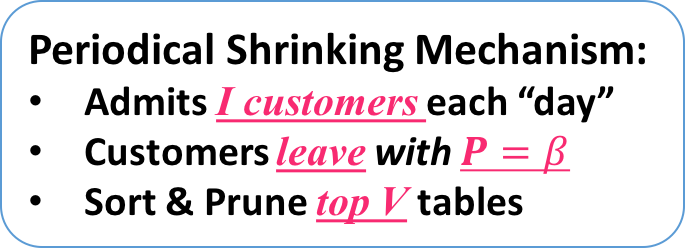 Periodical Shrinking Mechanism:
• Admits I customers each “day”
• Customers leave with P = β
• Sort & Prune top V tables